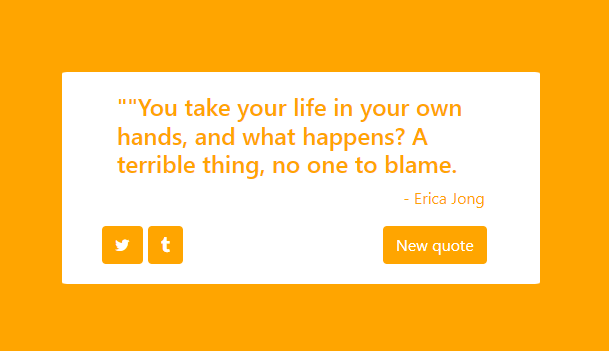 ""You take your life in your own
hands, and what happens? A
terrible thing, no one to blame.
- Erica Jong
New quote